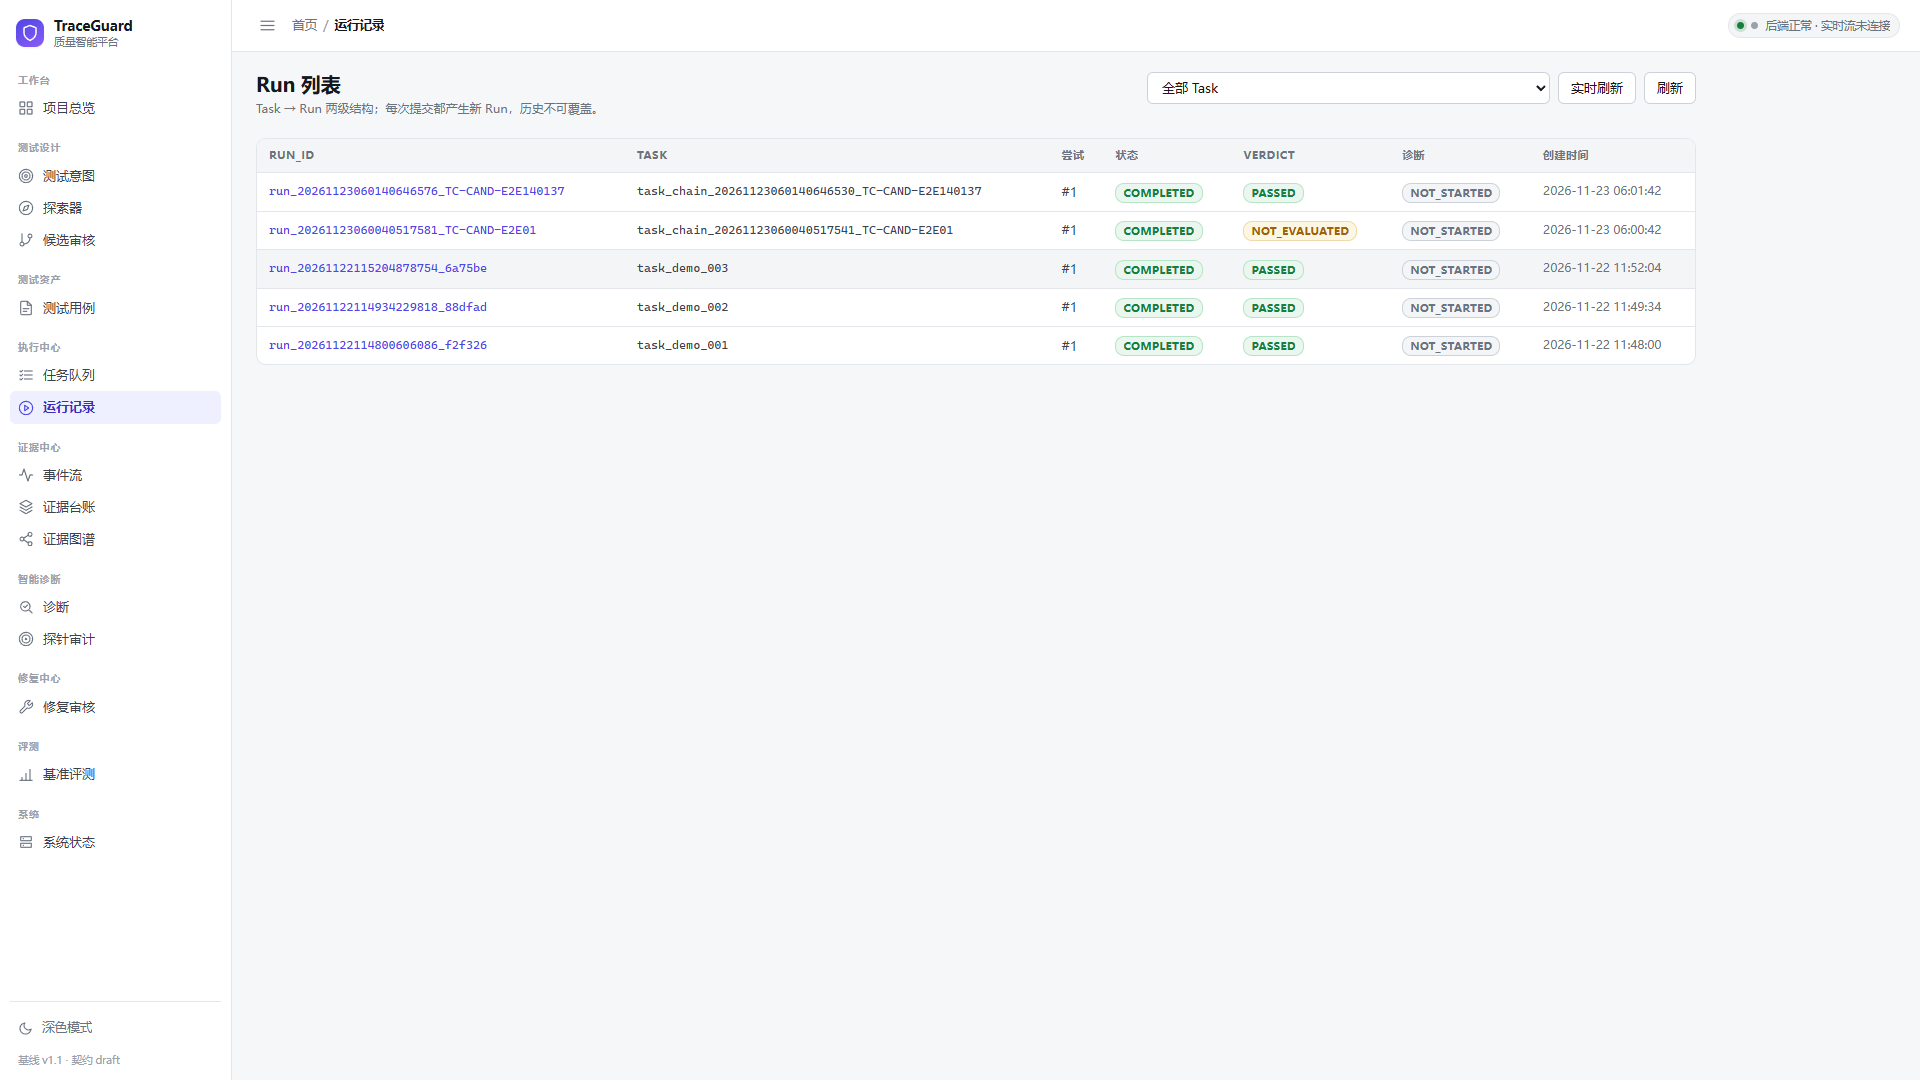 TraceGuard
质量智能平台
工作台
项目总览
测试设计
测试意图
探索器
候选审核
测试资产
测试用例
执行中心
任务队列
运行记录
证据中心
事件流
证据台账
证据图谱
智能诊断
诊断
探针审计
修复中心
修复审核
评测
基准评测
系统
系统状态
深色模式
基线 v1.1 · 契约 draft
首页 / 运行记录
后端正常 · 实时流未连接
Run 列表
Task → Run 两级结构；每次提交都产生新 Run，历史不可覆盖。
全部 Task
实时刷新
刷新
RUN_ID TASK 尝试 状态 VERDICT 诊断 创建时间
run_20261123060140646576_TC-CAND-E2E140137 task_chain_20261123060140646530_TC-CAND-E2E140137 #1 COMPLETED PASSED NOT_STARTED 2026-11-23 06:01:42
run_20261123060040517581_TC-CAND-E2E01 task_chain_20261123060040517541_TC-CAND-E2E01 #1 COMPLETED NOT_EVALUATED NOT_STARTED 2026-11-23 06:00:42
run_20261122115204878754_6a75be task_demo_003 #1 COMPLETED PASSED NOT_STARTED 2026-11-22 11:52:04
run_20261122114934229818_88dfad task_demo_002 #1 COMPLETED PASSED NOT_STARTED 2026-11-22 11:49:34
run_20261122114800606086_f2f326 task_demo_001 #1 COMPLETED PASSED NOT_STARTED 2026-11-22 11:48:00